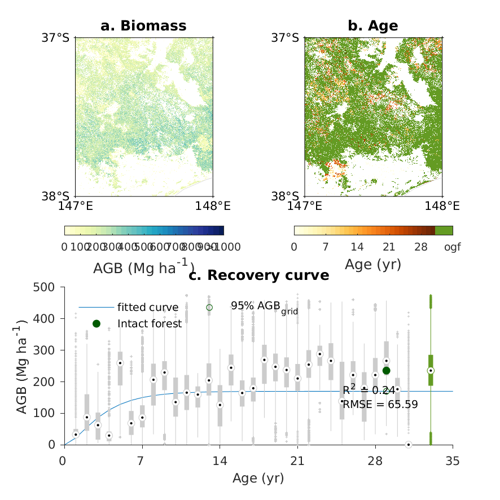 a. Biomass
b. Age
37°S
37°S
38°S
38°S
147°E
148°E
147°E
148°E
0 100 200 300 400 500 600 700 800 900 >1000
AGB (Mg ha-1)
0 7 14 21 28 ogf
Age (yr)
c. Recovery curve
500
400
300
200
100
0
AGB (Mg ha-1)
fitted curve
95% AGBgrid
Intact forest
R2 = 0.24
RMSE = 65.59
0 7 14 21 28 35
Age (yr)